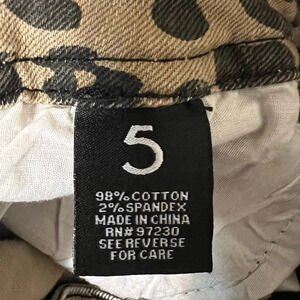 5
98% COTTON
2% SPANDEX
MADE IN CHINA
RN# 97230
SEE REVERSE
FOR CARE